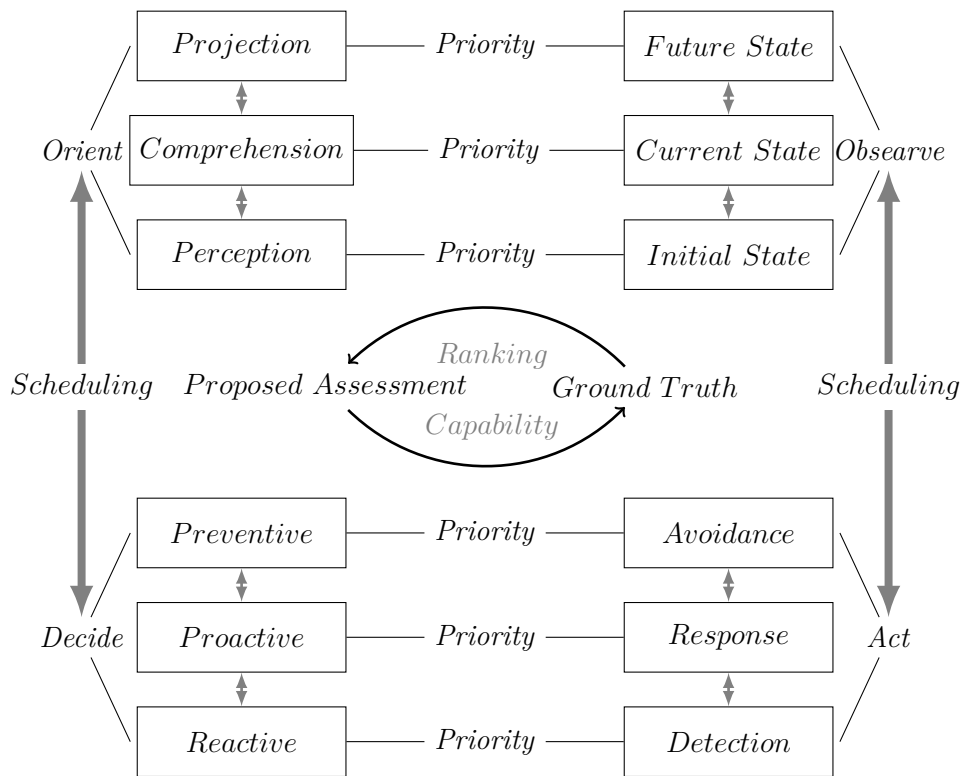 Projection Priority Future State
Orient Comprehension Priority Current State Obsearve
Perception Priority Initial State
Ranking
Scheduling Proposed Assessment Ground Truth Scheduling
Capability
Preventive Priority Avoidance
Decide Proactive Priority Response Act
Reactive Priority Detection